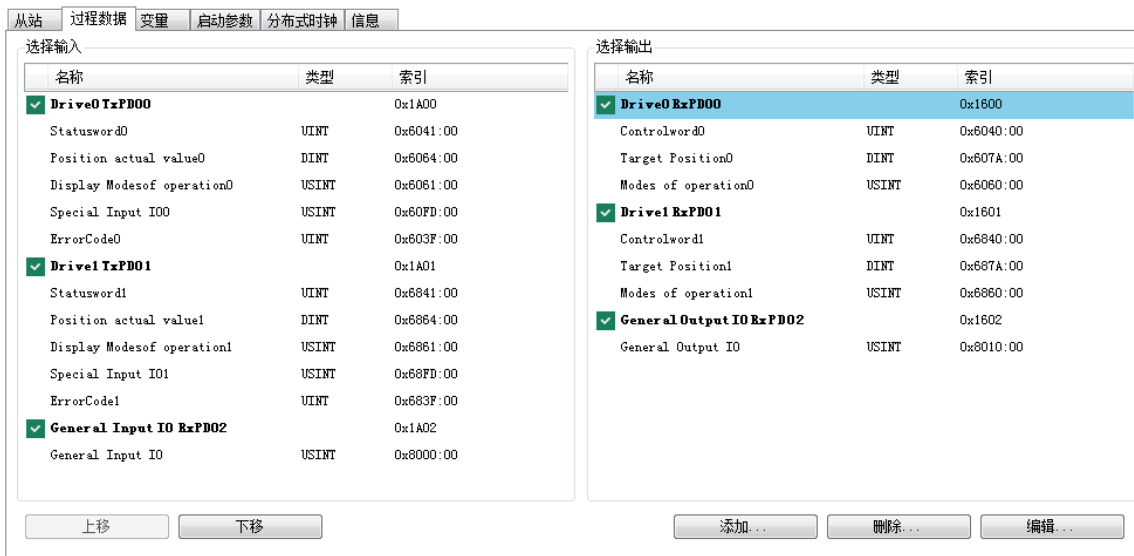 从站 过程数据 变量 启动参数 分布式时钟 信息
选择输入
名称 类型 索引
Drive0 TxPDO0 0x1A00
Statusword0 UINT 0x6041:00
Position actual value0 DINT 0x6064:00
Display Modesof operation0 USINT 0x6061:00
Special Input IO0 USINT 0x60FD:00
ErrorCode0 UINT 0x603F:00
Drive1 TxPDO1 0x1A01
Statusword1 UINT 0x6841:00
Position actual value1 DINT 0x6864:00
Display Modesof operation1 USINT 0x6861:00
Special Input IO1 USINT 0x68FD:00
ErrorCode1 UINT 0x683F:00
General Input IO RxPDO2 0x1A02
General Input IO USINT 0x8000:00
上移 下移
选择输出
名称 类型 索引
Drive0 RxPDO0 0x1600
Controlword0 UINT 0x6040:00
Target Position0 DINT 0x607A:00
Modes of operation0 USINT 0x6060:00
Drive1 RxPDO1 0x1601
Controlword1 UINT 0x6840:00
Target Position1 DINT 0x687A:00
Modes of operation1 USINT 0x6860:00
General Output IO RxPDO2 0x1602
General Output IO USINT 0x8010:00
添加... 删除... 编辑...